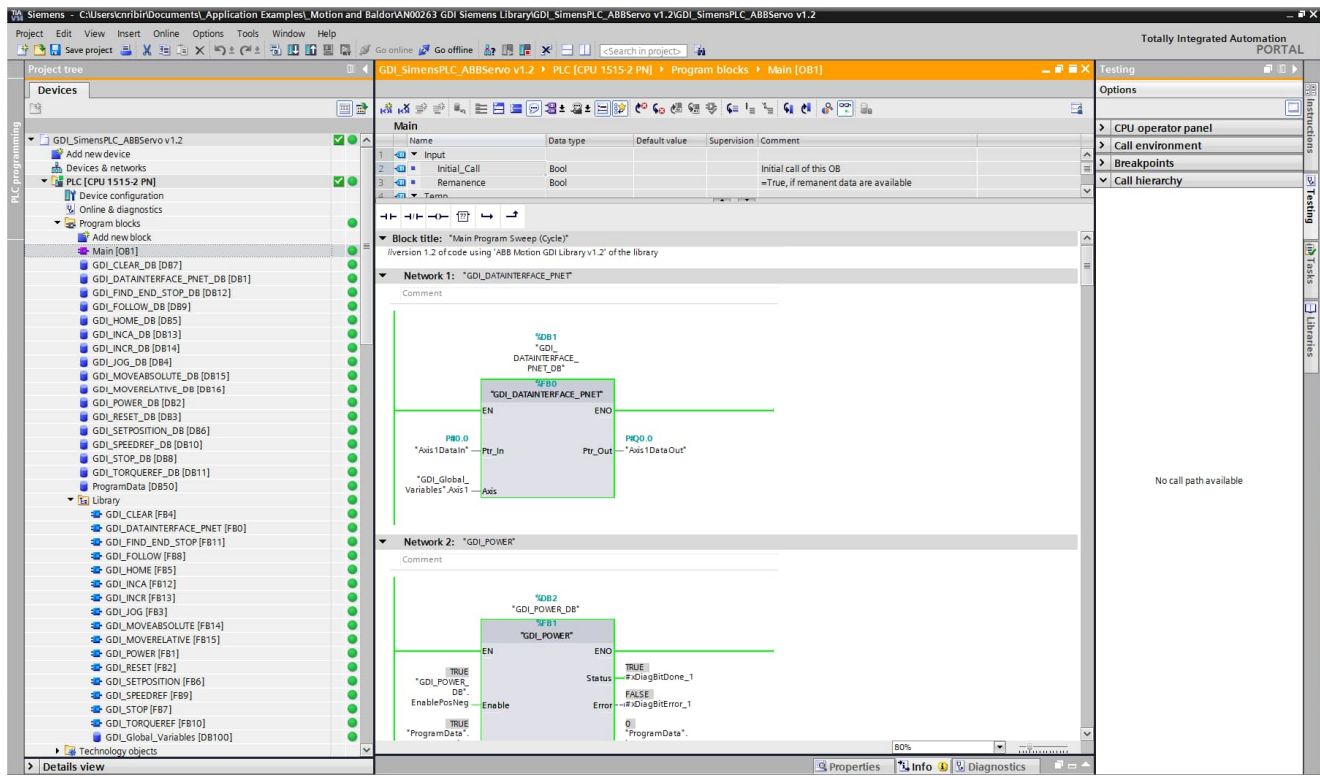 Siemens - C:\Users\cnribir\Documents\_Application Examples\_Motion and Baldor\AN00263 GDI Siemens Library\GDI_SimensPLC_ABBServo v1.2\GDI_SimensPLC_ABBServo v1.2
Project Edit View Insert Online Options Tools Window Help
Totally Integrated Automation
PORTAL
Save project
Go online
Go offline
<Search in project>
Project tree
Devices
PLC programming
GDI_SimensPLC_ABBServo v1.2
Add new device
Devices & networks
PLC [CPU 1515-2 PN]
Device configuration
Online & diagnostics
Program blocks
Add new block
Main [OB1]
GDI_CLEAR_DB [DB7]
GDI_DATAINTERFACE_PNET_DB [DB1]
GDI_FIND_END_STOP_DB [DB12]
GDI_FOLLOW_DB [DB9]
GDI_HOME_DB [DB5]
GDI_INCA_DB [DB13]
GDI_INCR_DB [DB14]
GDI_JOG_DB [DB4]
GDI_MOVEABSOLUTE_DB [DB15]
GDI_MOVERELATIVE_DB [DB16]
GDI_POWER_DB [DB2]
GDI_RESET_DB [DB3]
GDI_SETPOSITION_DB [DB6]
GDI_SPEEDREF_DB [DB10]
GDI_STOP_DB [DB8]
GDI_TORQUEREF_DB [DB11]
ProgramData [DB50]
Library
GDI_CLEAR [FB4]
GDI_DATAINTERFACE_PNET [FB0]
GDI_FIND_END_STOP [FB11]
GDI_FOLLOW [FB8]
GDI_HOME [FB5]
GDI_INCA [FB12]
GDI_INCR [FB13]
GDI_JOG [FB3]
GDI_MOVEABSOLUTE [FB14]
GDI_MOVERELATIVE [FB15]
GDI_POWER [FB1]
GDI_RESET [FB2]
GDI_SETPOSITION [FB6]
GDI_SPEEDREF [FB9]
GDI_STOP [FB7]
GDI_TORQUEREF [FB10]
GDI_Global_Variables [DB100]
Technology objects
Details view
GDI_SimensPLC_ABBServo v1.2 PLC [CPU 1515-2 PN] Program blocks Main [OB1]
Main
Name Data type Default value Supervision Comment
1 Input
2 Initial_Call Bool Initial call of this OB
3 Remanence Bool =True, if remanent data are available
4 Temp
Block title: "Main Program Sweep (Cycle)"
//version 1.2 of code using 'ABB Motion GDI Library v1.2' of the library
Network 1: "GDI_DATAINTERFACE_PNET"
Comment
%DB1
"GDI_
DATAINTERFACE_
PNET_DB"
%FB0
"GDI_DATAINTERFACE_PNET"
EN ENO
P#I0.0 P#Q0.0
"Axis1DataIn" Ptr_In Ptr_Out "Axis1DataOut"
"GDI_Global_
Variables".Axis1 Axis
Network 2: "GDI_POWER"
Comment
%DB2
"GDI_POWER_DB"
%FB1
"GDI_POWER"
EN ENO
TRUE TRUE
"GDI_POWER_ Status #xDiagBitDone_1
DB". FALSE
EnablePosNeg Enable Error #xDiagBitError_1
TRUE 0
"ProgramData". "ProgramData".
80%
Properties Info Diagnostics
Testing
Options
CPU operator panel
Call environment
Breakpoints
Call hierarchy
No call path available
Instructions
Testing
Tasks
Libraries